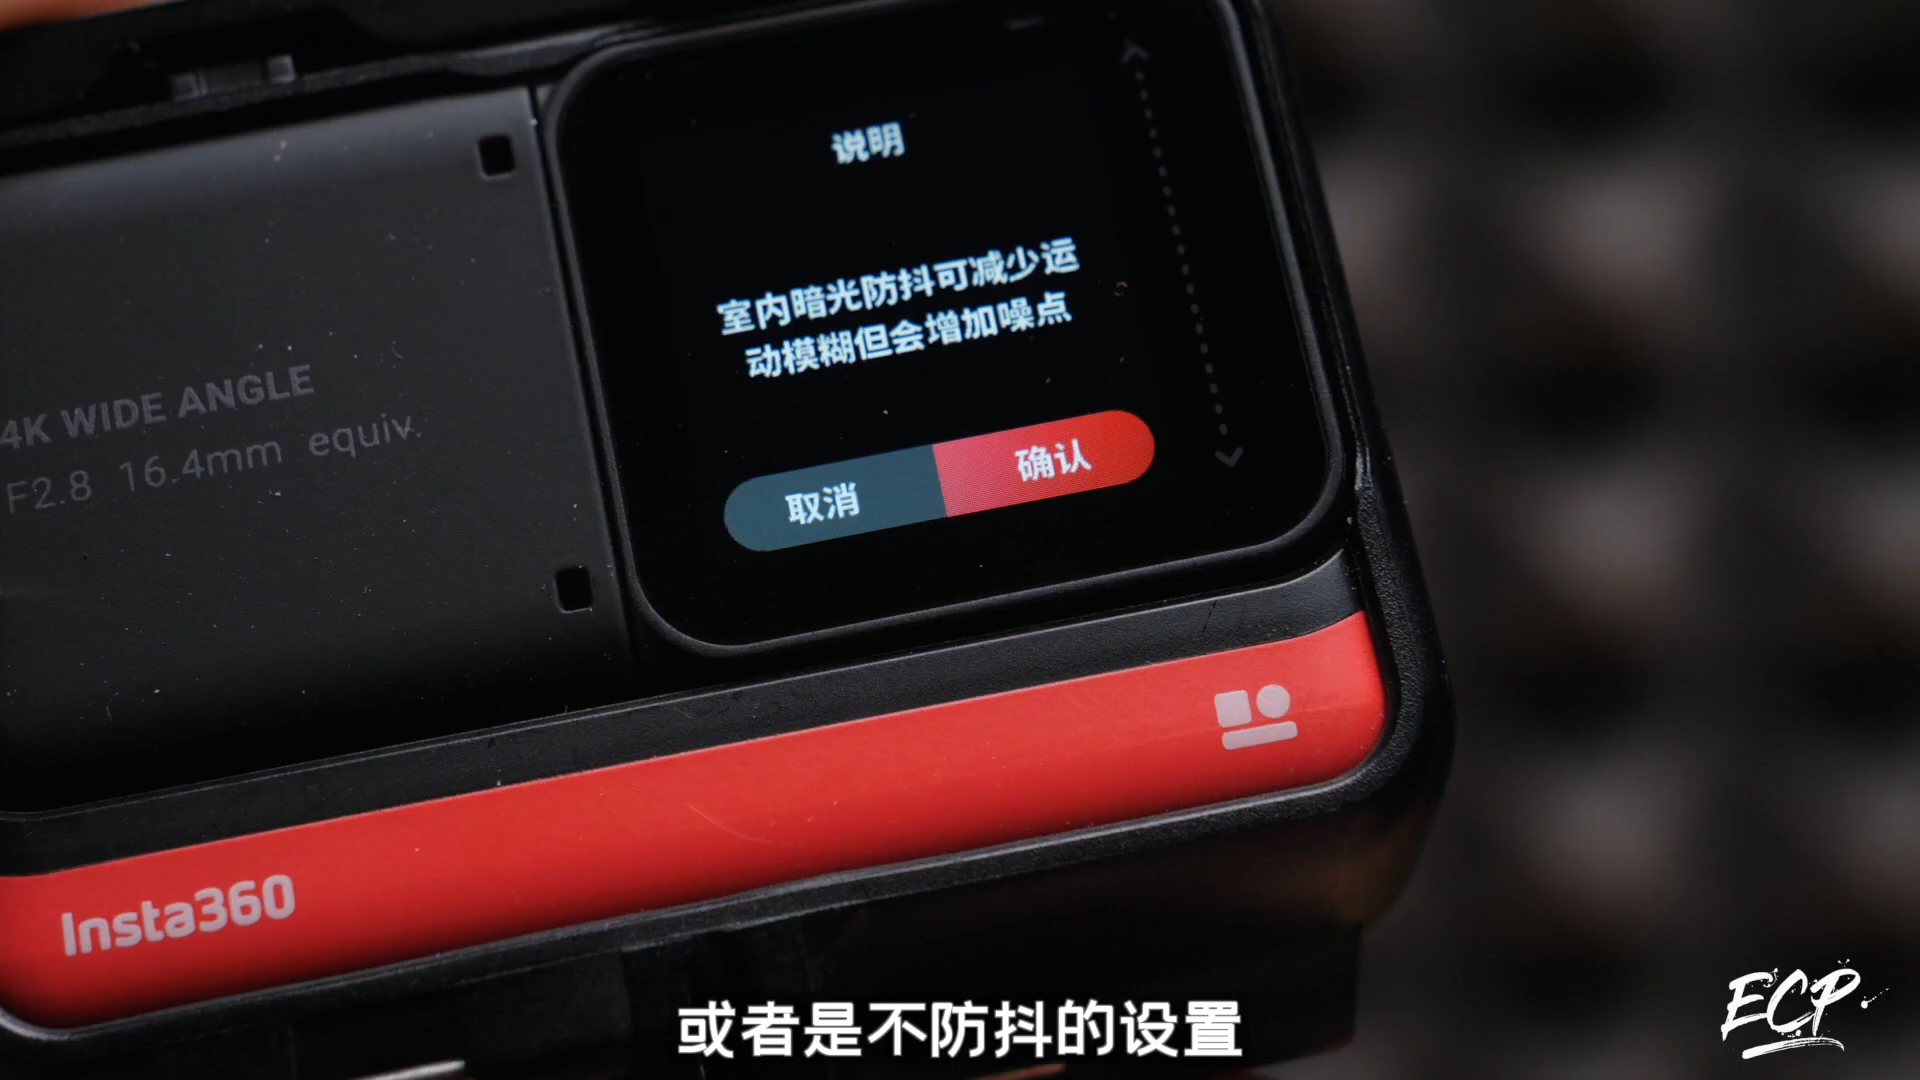 说明
室内暗光防抖可减少运
动模糊但会增加噪点
取消
确认
4K WIDE ANGLE
F2.8 16.4mm equiv.
Insta360
或者是不防抖的设置
ECP